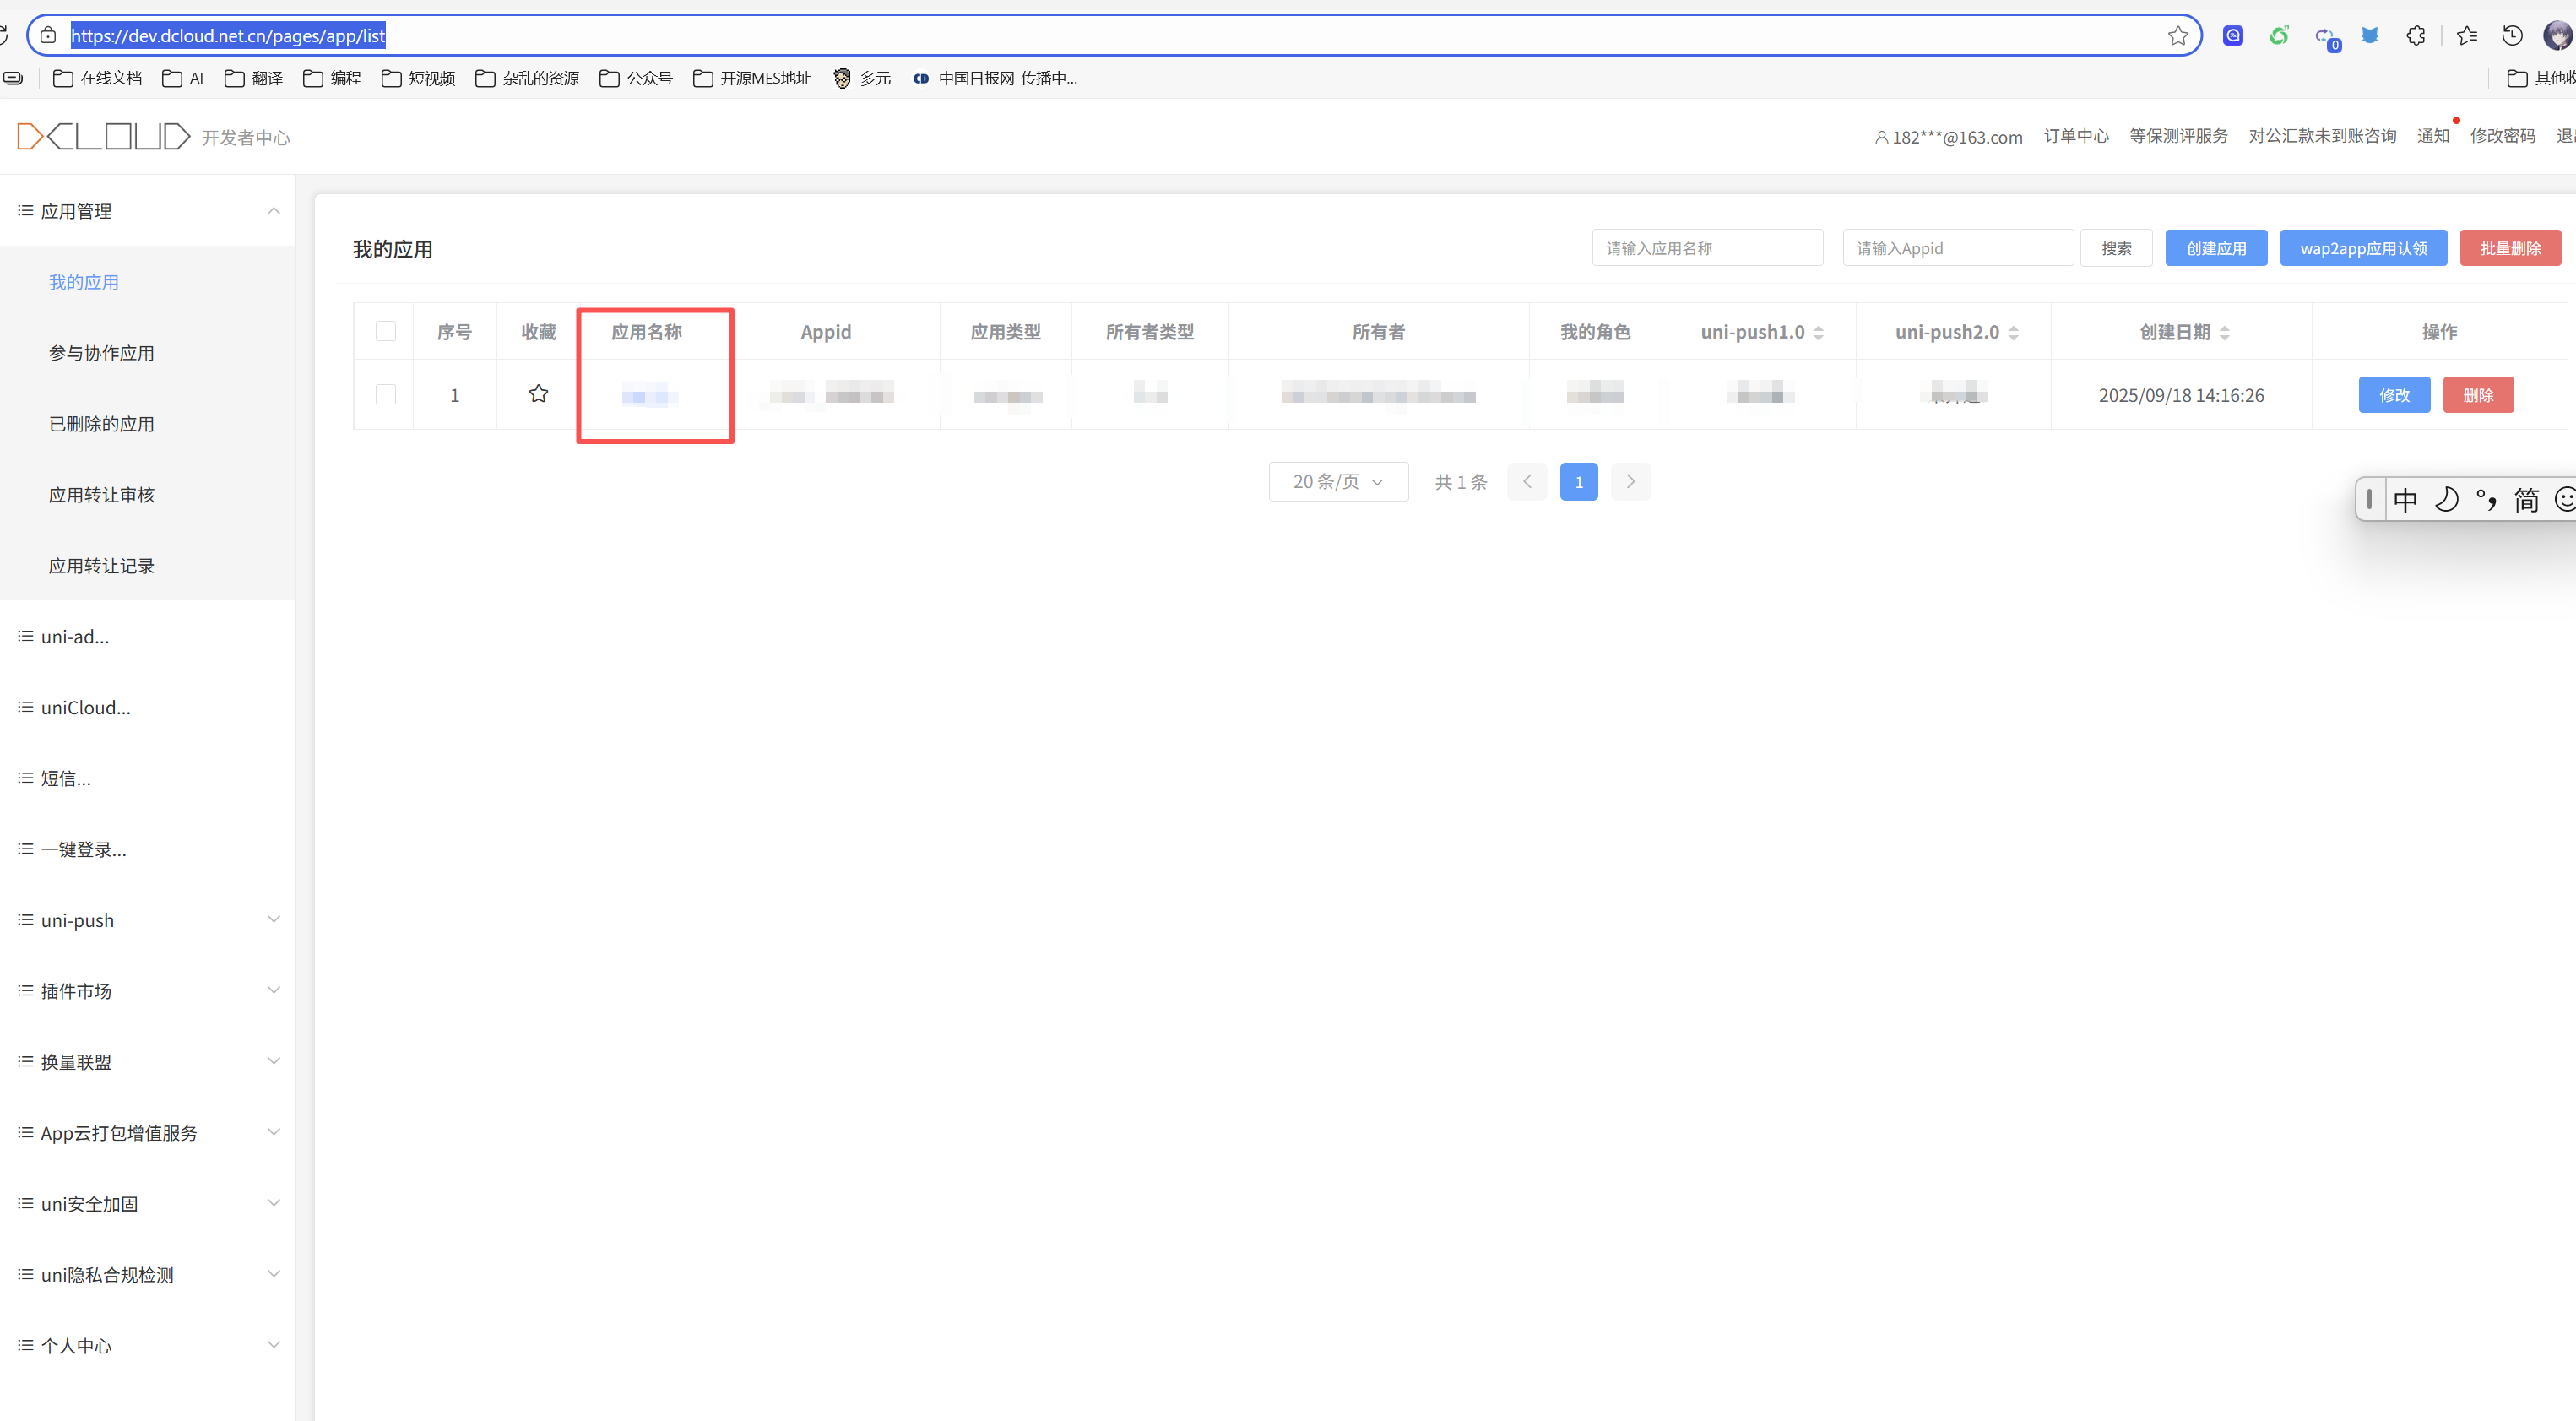 https://dev.dcloud.net.cn/pages/app/list
0
在线文档 AI 翻译 编程 短视频 杂乱的资源 公众号 开源MES地址 多元 CD 中国日报网-传播中...
DCLOUD 开发者中心 182***@163.com 订单中心 等保测评服务 对公汇款未到账咨询 通知 修改密码
应用管理
我的应用
参与协作应用
已删除的应用
应用转让审核
应用转让记录
uni-ad...
uniCloud...
短信...
一键登录...
uni-push
插件市场
换量联盟
App云打包增值服务
uni安全加固
uni隐私合规检测
个人中心
我的应用 请输入应用名称 请输入Appid 搜索 创建应用 wap2app应用认领 批量删除
序号 收藏 应用名称 Appid 应用类型 所有者类型 所有者 我的角色 uni-push1.0 uni-push2.0 创建日期 操作
1 2025/09/18 14:16:26 修改 删除
20 条/页 共 1 条 1
中 简